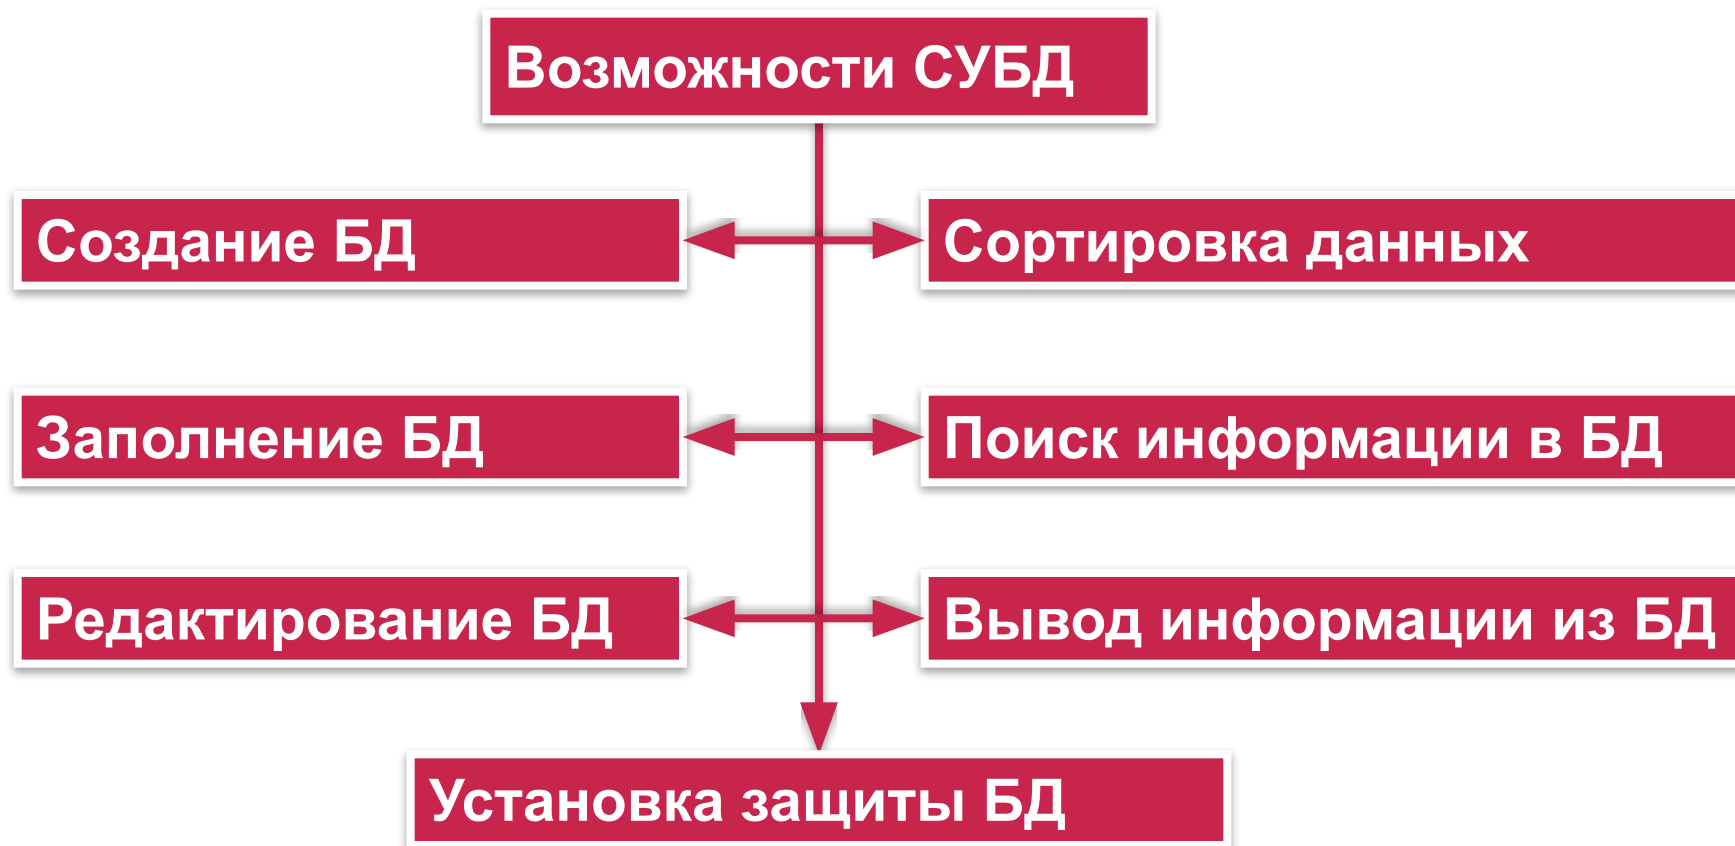 Возможности СУБД
Создание БД
Сортировка данных
Заполнение БД
Поиск информации в БД
Редактирование БД
Вывод информации из БД
Установка защиты БД